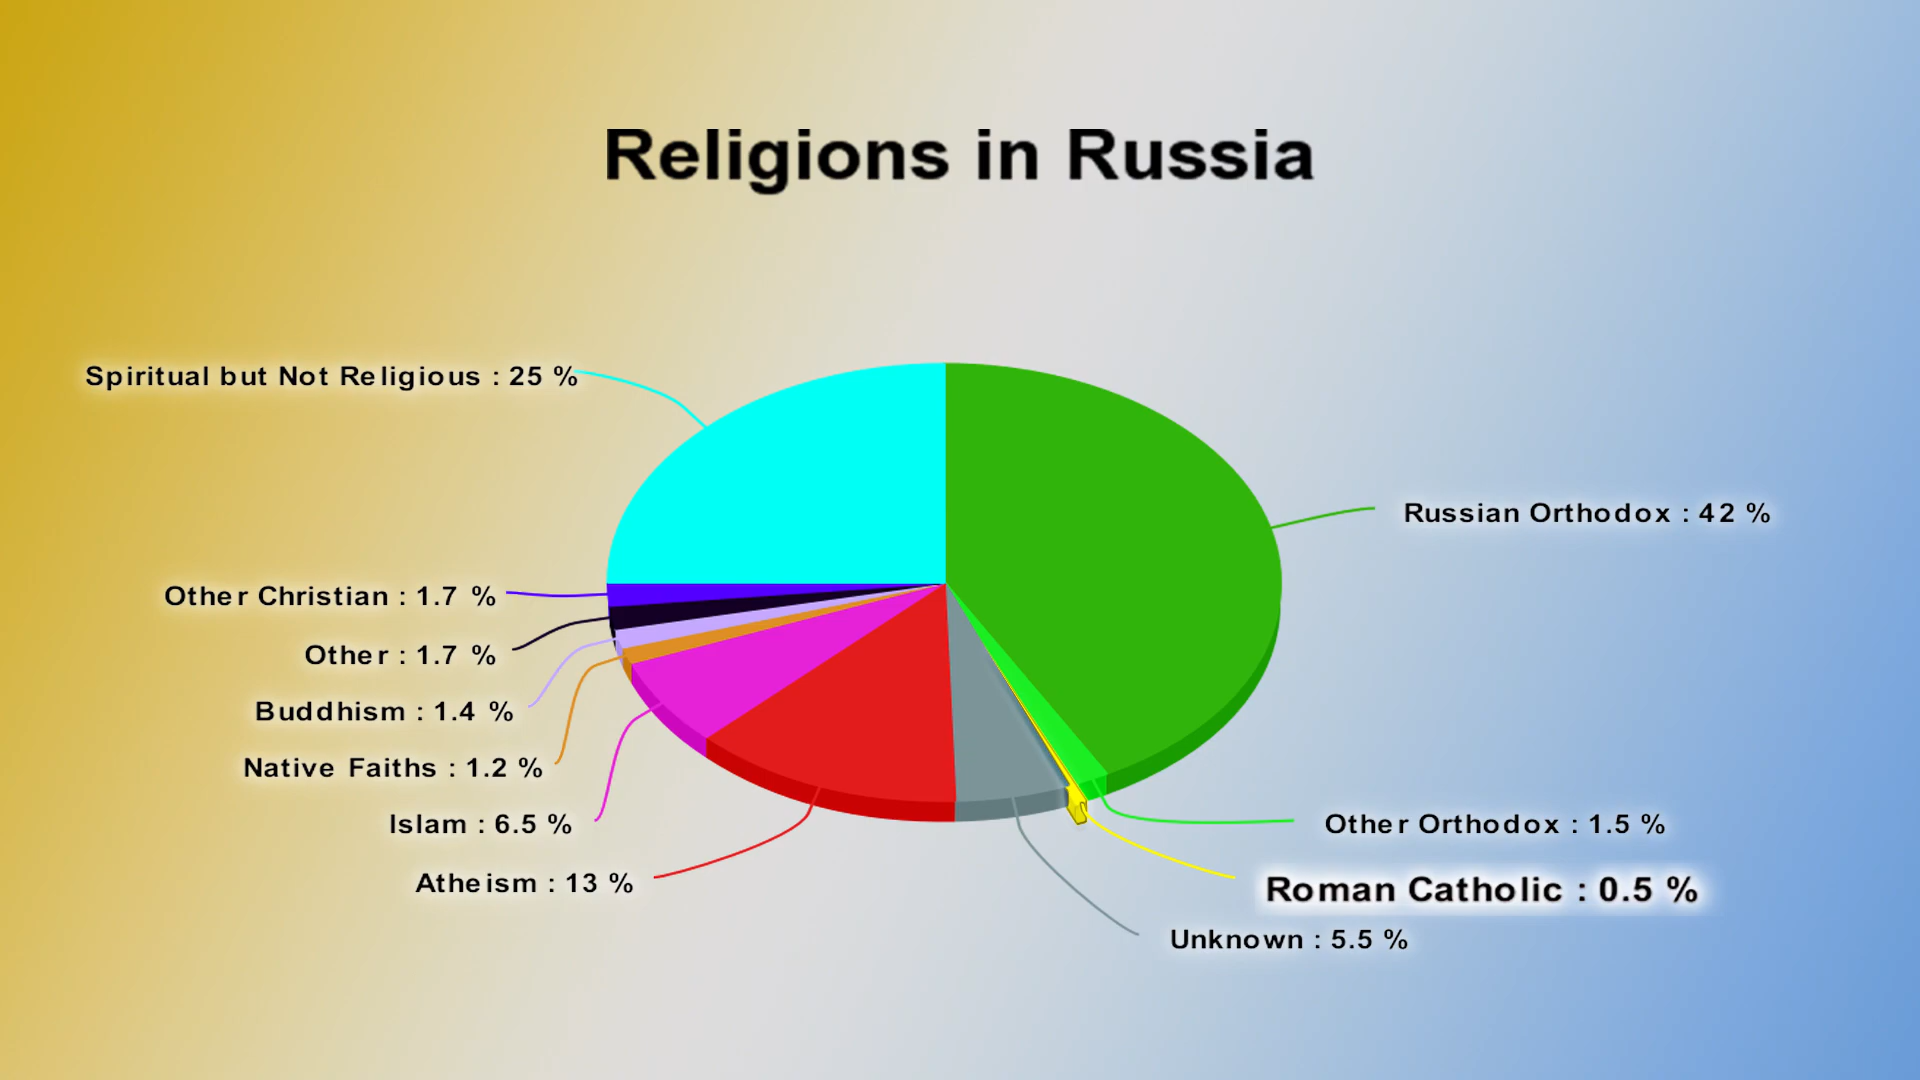 Religions in Russia
Spiritual but Not Religious : 25 %
Russian Orthodox : 42 %
Other Christian : 1.7 %
Other : 1.7 %
Buddhism : 1.4 %
Native Faiths : 1.2 %
Islam : 6.5 %
Other Orthodox : 1.5 %
Atheism : 13 %
Roman Catholic : 0.5 %
Unknown : 5.5 %